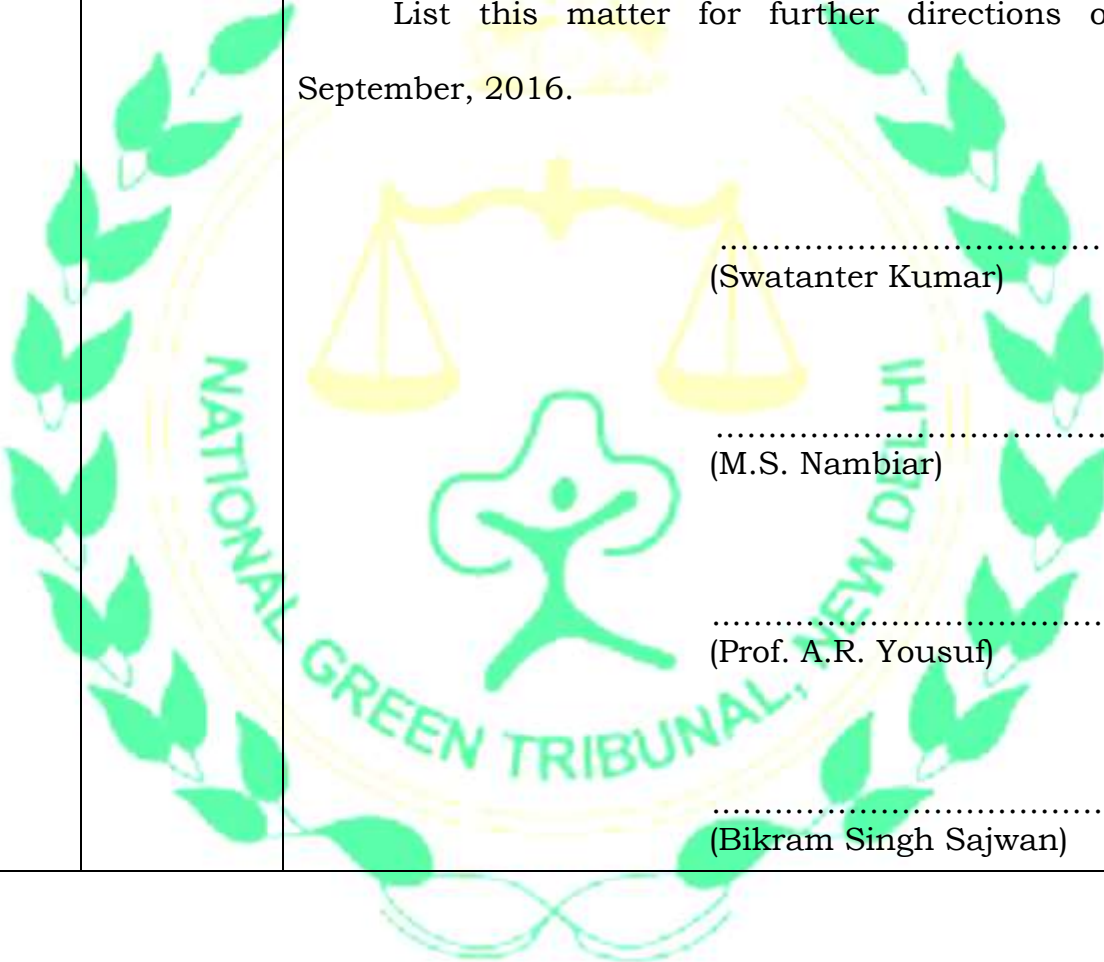 List this matter for further directions o
September, 2016.
....................................
(Swatanter Kumar)
....................................
(M.S. Nambiar)
....................................
(Prof. A.R. Yousuf)
....................................
(Bikram Singh Sajwan)
NATIONAL GREEN TRIBUNAL, NEW DELHI